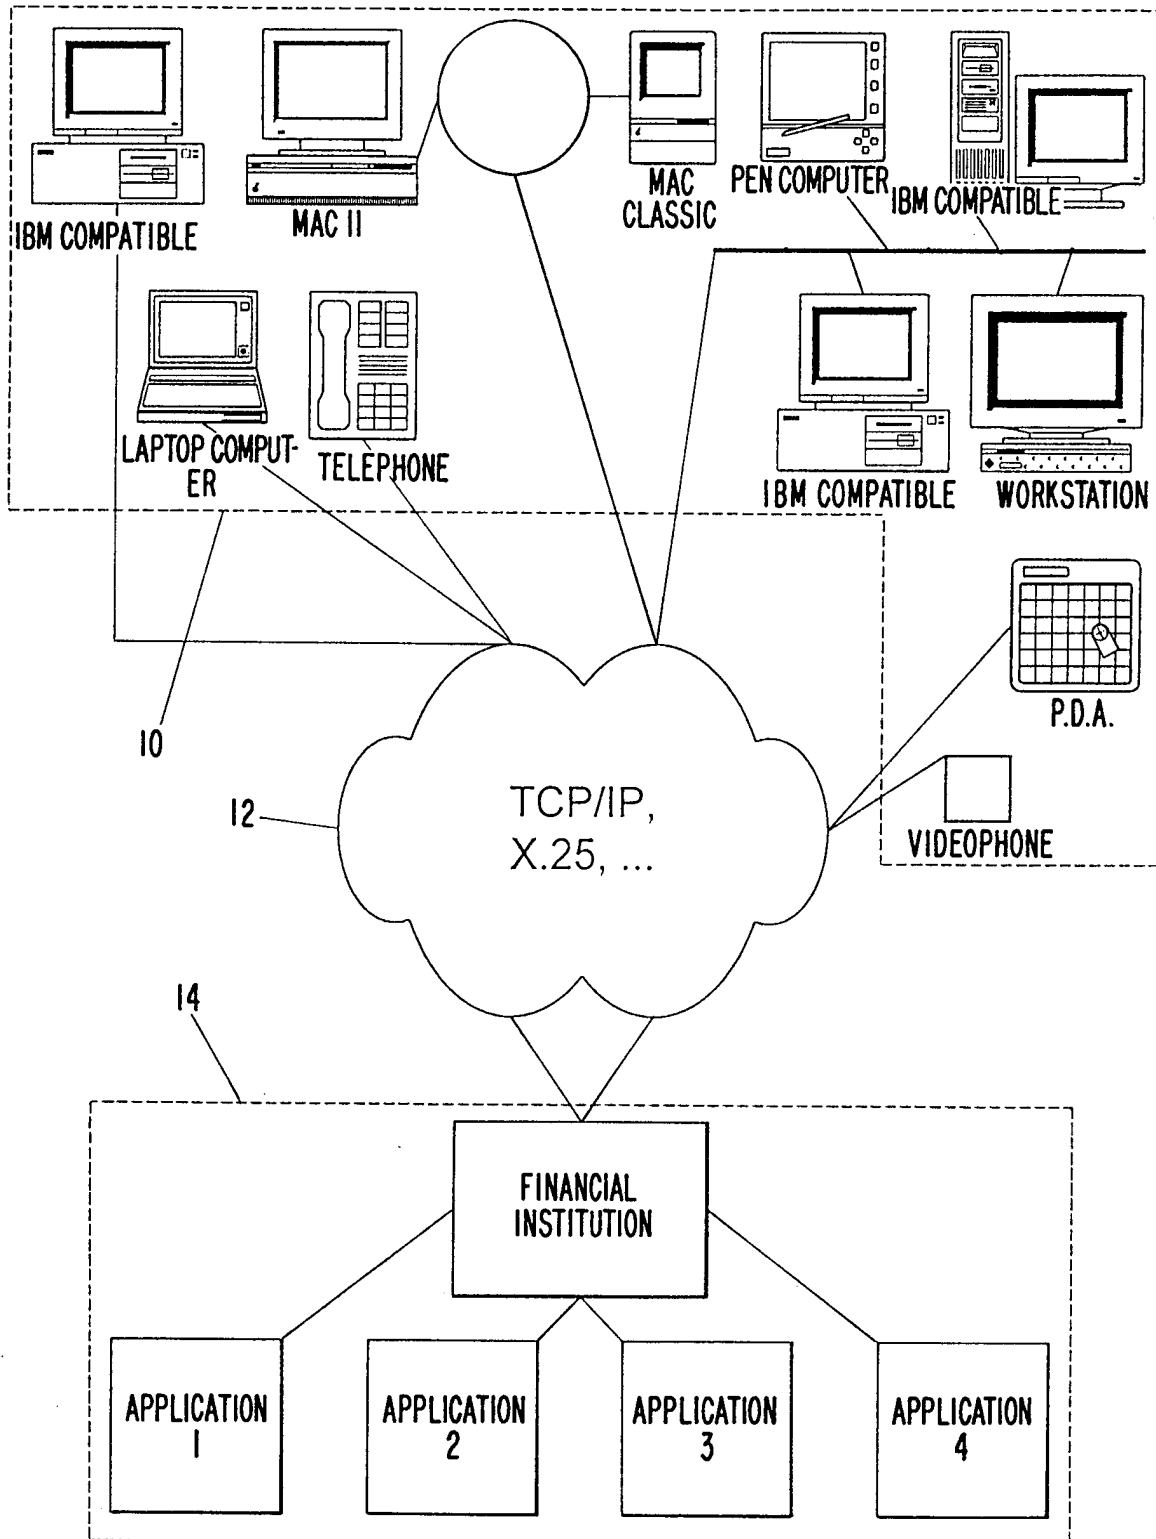 IBM COMPATIBLE
MAC II
MAC
CLASSIC
PEN COMPUTER
IBM COMPATIBLE
LAPTOP COMPUT-
ER
TELEPHONE
IBM COMPATIBLE
WORKSTATION
P.D.A.
10
12
TCP/IP,
X.25, ...
VIDEOPHONE
14
FINANCIAL
INSTITUTION
APPLICATION
1
APPLICATION
2
APPLICATION
3
APPLICATION
4